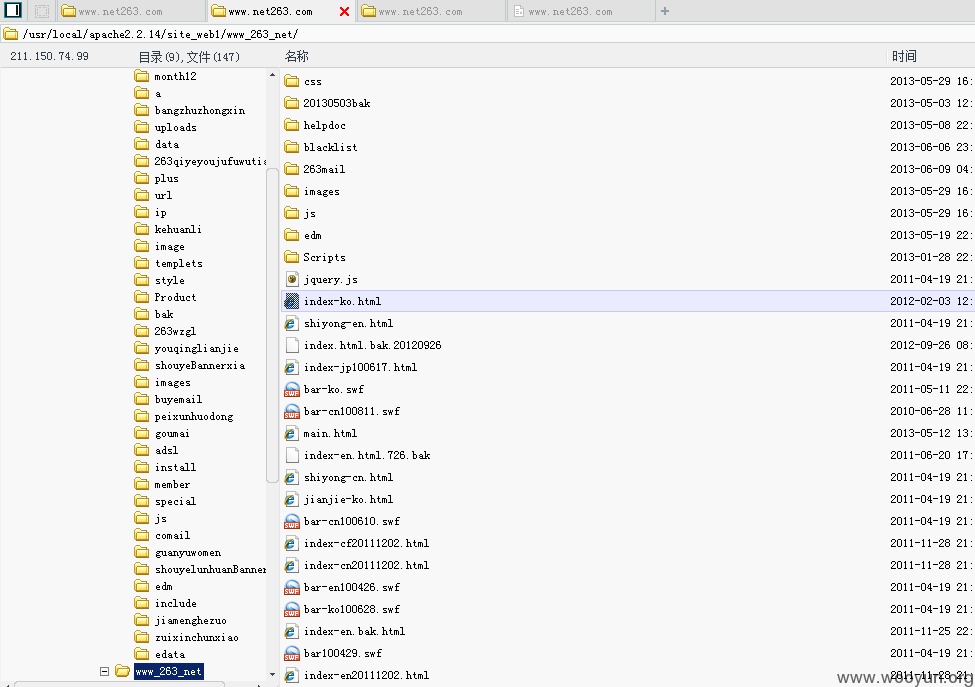 www.net263.com www.net263.com www.net263.com www.net263.com
/usr/local/apache2.2.14/site_web1/www_263_net/
211.150.74.99 目录(9),文件(147) 名称 时间
month12
a
bangzhuzhongxin
uploads
data
263qiyeyoujufuwutis
plus
url
ip
kehuanli
image
templets
style
Product
bak
263wzgl
youqinglianjie
shouyeBannerxia
images
buyemail
peixunhuodong
goumai
adsl
install
member
special
js
comail
guanyuwomen
shouyelunhuanBanner
edm
include
jiamenghezuo
zuixinchunxiao
edata
www_263_net
css 2013-05-29 16:
20130503bak 2013-05-03 12:
helpdoc 2013-05-08 22:
blacklist 2013-06-06 23:
263mail 2013-06-09 04:
images 2013-05-29 16:
js 2013-05-29 16:
edm 2013-05-19 22:
Scripts 2013-01-28 22:
jquery.js 2011-04-19 21:
index-ko.html 2012-02-03 12:
shiyong-en.html 2011-04-19 21:
index.html.bak.20120926 2012-09-26 08:
index-jp100617.html 2011-04-19 21:
bar-ko.swf 2011-05-11 22:
bar-cn100811.swf 2010-06-28 11:
main.html 2013-05-12 13:
index-en.html.726.bak 2011-06-20 17:
shiyong-cn.html 2011-04-19 21:
jianjie-ko.html 2011-04-19 21:
bar-cn100610.swf 2011-04-19 21:
index-cf20111202.html 2011-11-28 21:
index-cn20111202.html 2011-11-28 21:
bar-en100426.swf 2011-04-19 21:
bar-ko100628.swf 2011-04-19 21:
index-en.bak.html 2011-11-25 22:
bar100429.swf 2011-04-19 21:
index-en20111202.html 2011-11-28 21:
www.wooyun.org